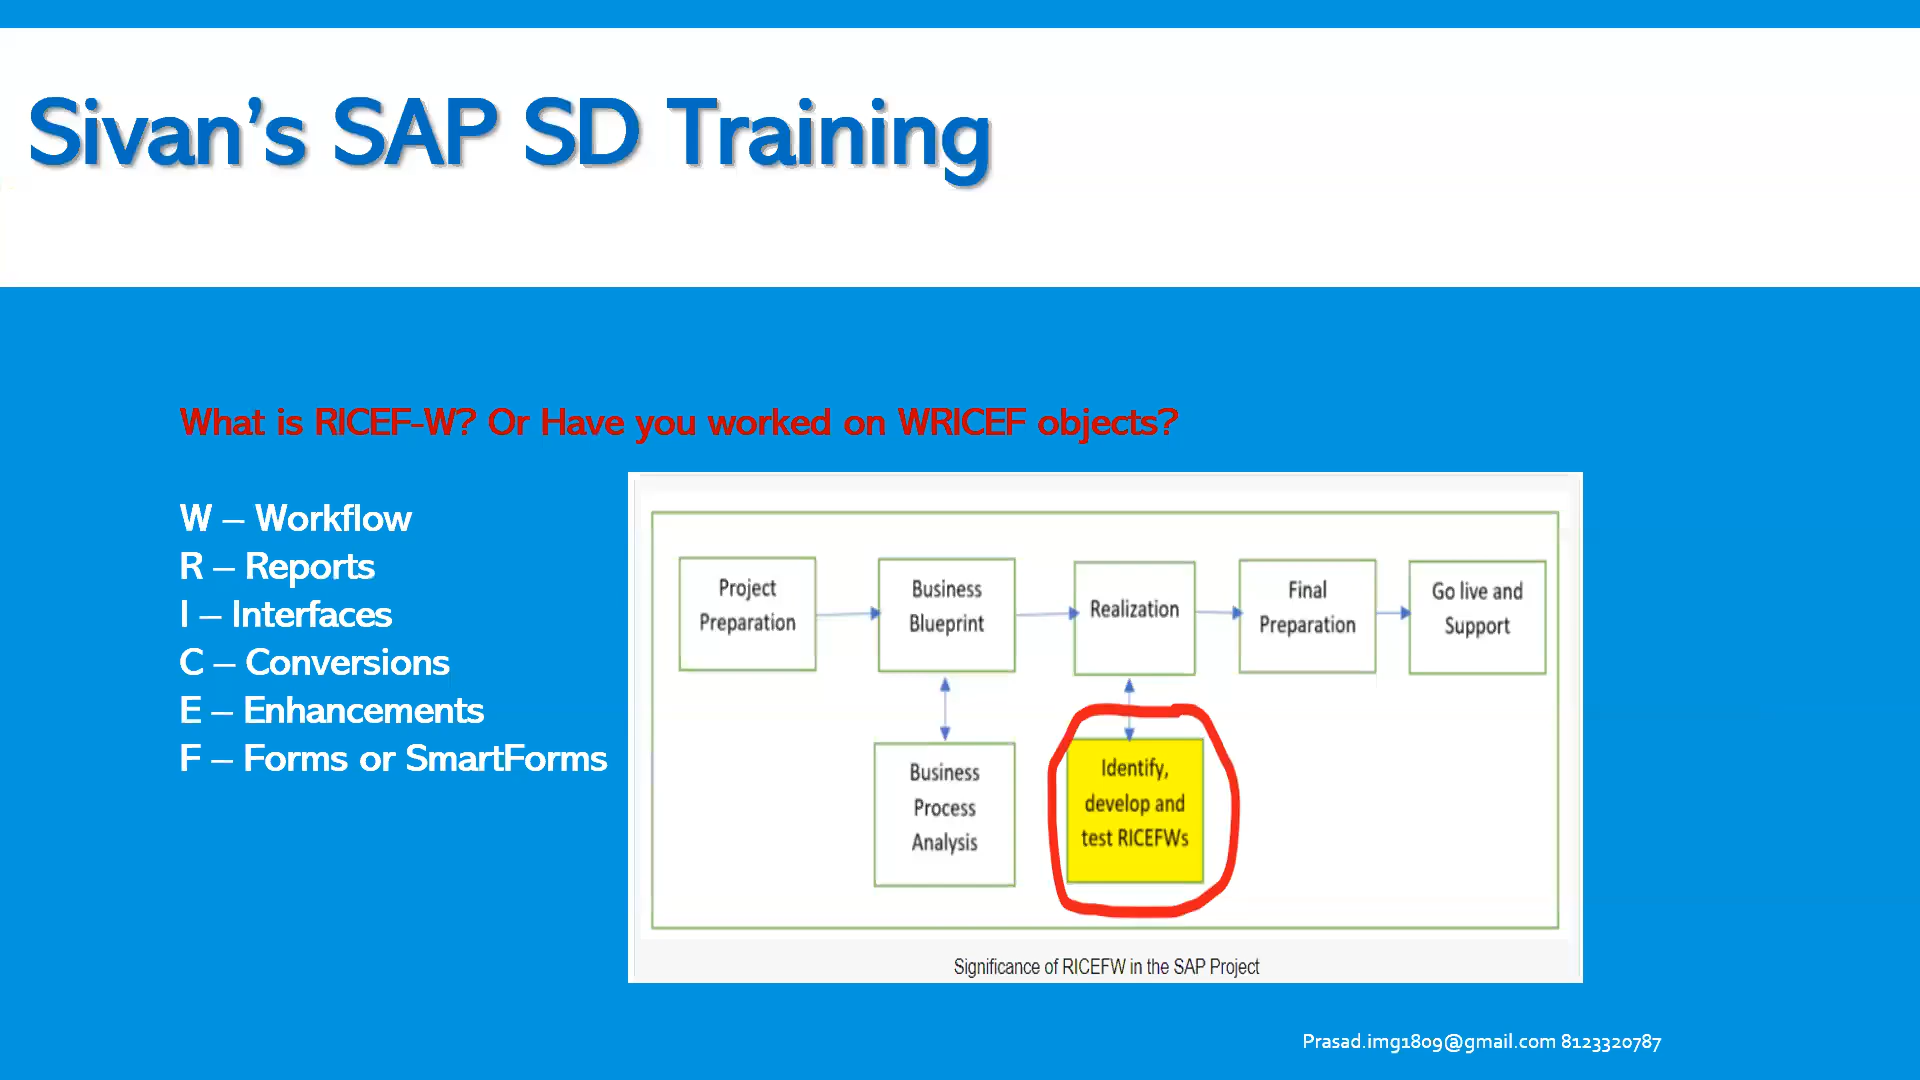 Sivan’s SAP SD Training
What is RICEF-W? Or Have you worked on WRICEF objects?
W – Workflow
R – Reports
I – Interfaces
C – Conversions
E – Enhancements
F – Forms or SmartForms
Project
Preparation
Business
Blueprint
Realization
Final
Preparation
Go live and
Support
Business
Process
Analysis
Identify,
develop and
test RICEFWs
Significance of RICEFW in the SAP Project
Prasad.img1809@gmail.com 8123320787